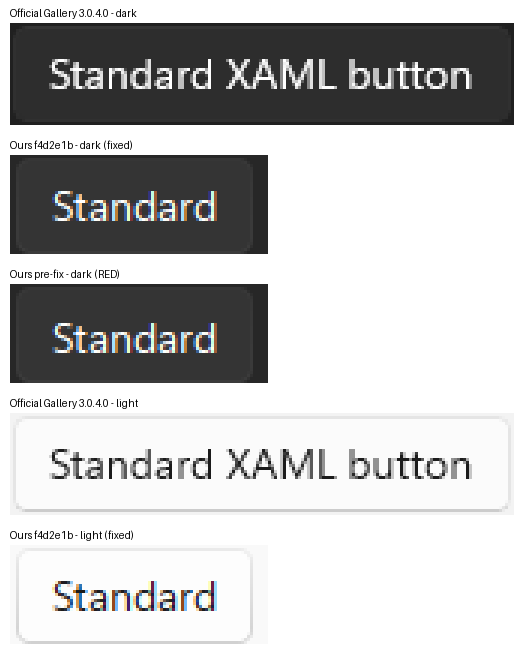 Official Gallery 3.0.4.0 - dark
Standard XAML button
Ours f4d2e1b - dark (fixed)
Standard
Ours pre-fix - dark (RED)
Standard
Official Gallery 3.0.4.0 - light
Standard XAML button
Ours f4d2e1b - light (fixed)
Standard